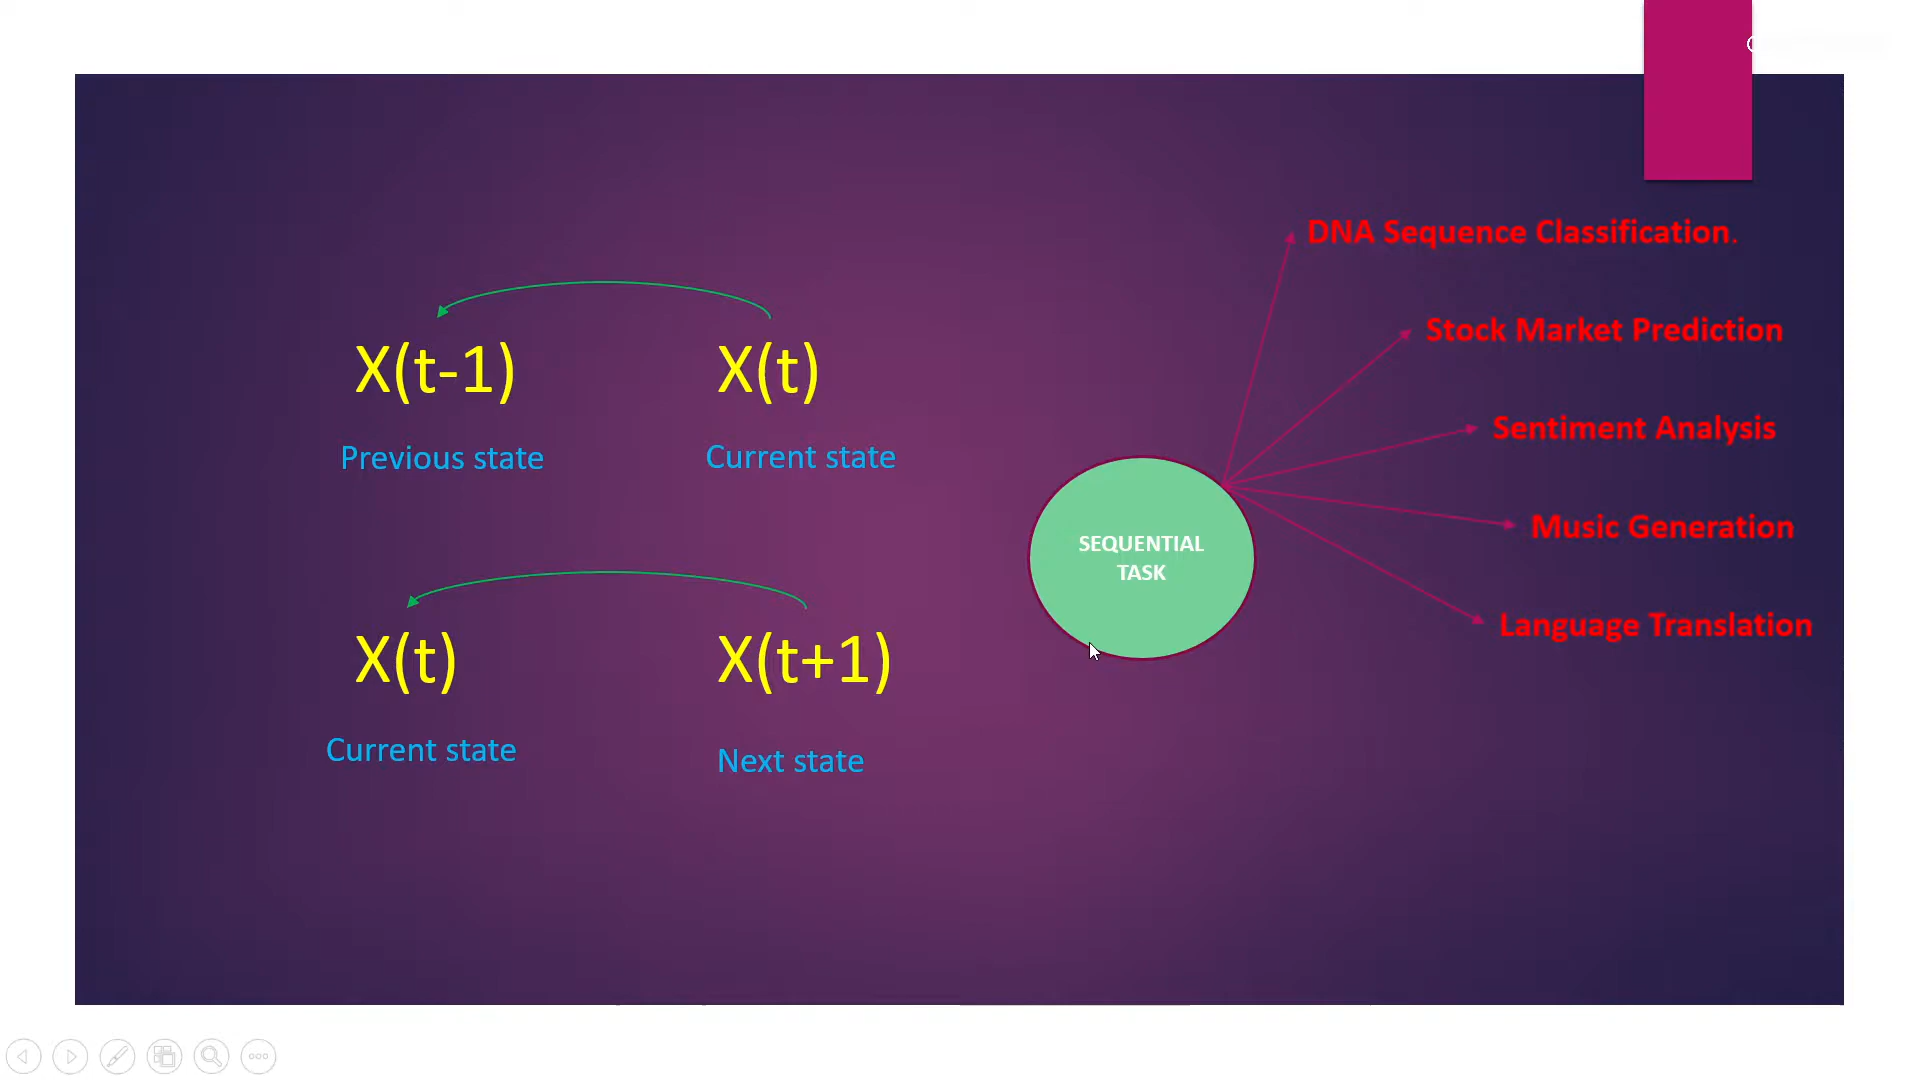 X(t-1)
X(t)
Previous state
Current state
X(t)
X(t+1)
Current state
Next state
SEQUENTIAL
TASK
DNA Sequence Classification.
Stock Market Prediction
Sentiment Analysis
Music Generation
Language Translation